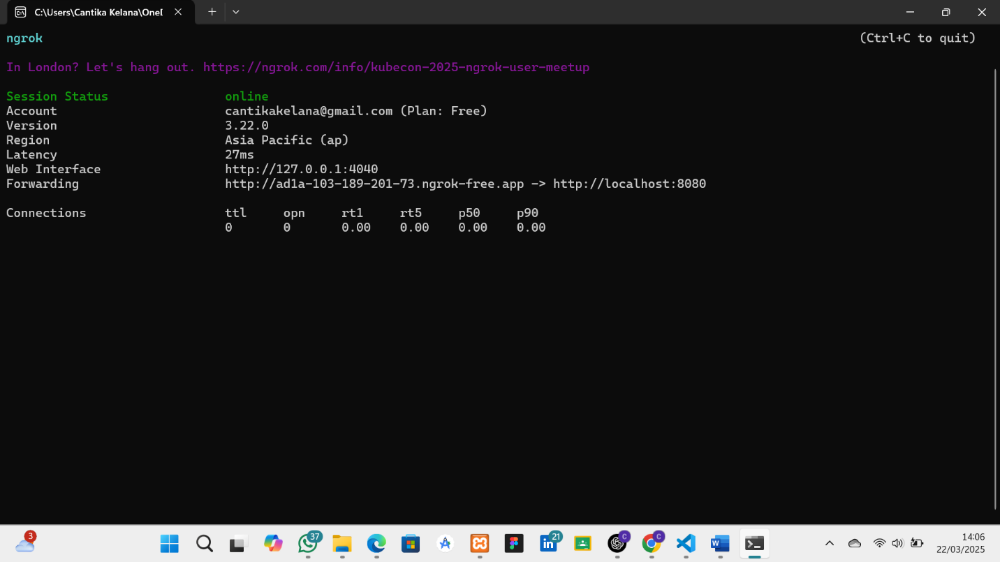 C:\Users\Cantika Kelana\One
ngrok (Ctrl+C to quit)
In London? Let's hang out. https://ngrok.com/info/kubecon-2025-ngrok-user-meetup
Session Status online
Account cantikakelana@gmail.com (Plan: Free)
Version 3.22.0
Region Asia Pacific (ap)
Latency 27ms
Web Interface http://127.0.0.1:4040
Forwarding http://ad1a-103-189-201-73.ngrok-free.app -> http://localhost:8080
Connections ttl opn rt1 rt5 p50 p90
0 0 0.00 0.00 0.00 0.00
3
37
21
C
C
14:06
22/03/2025